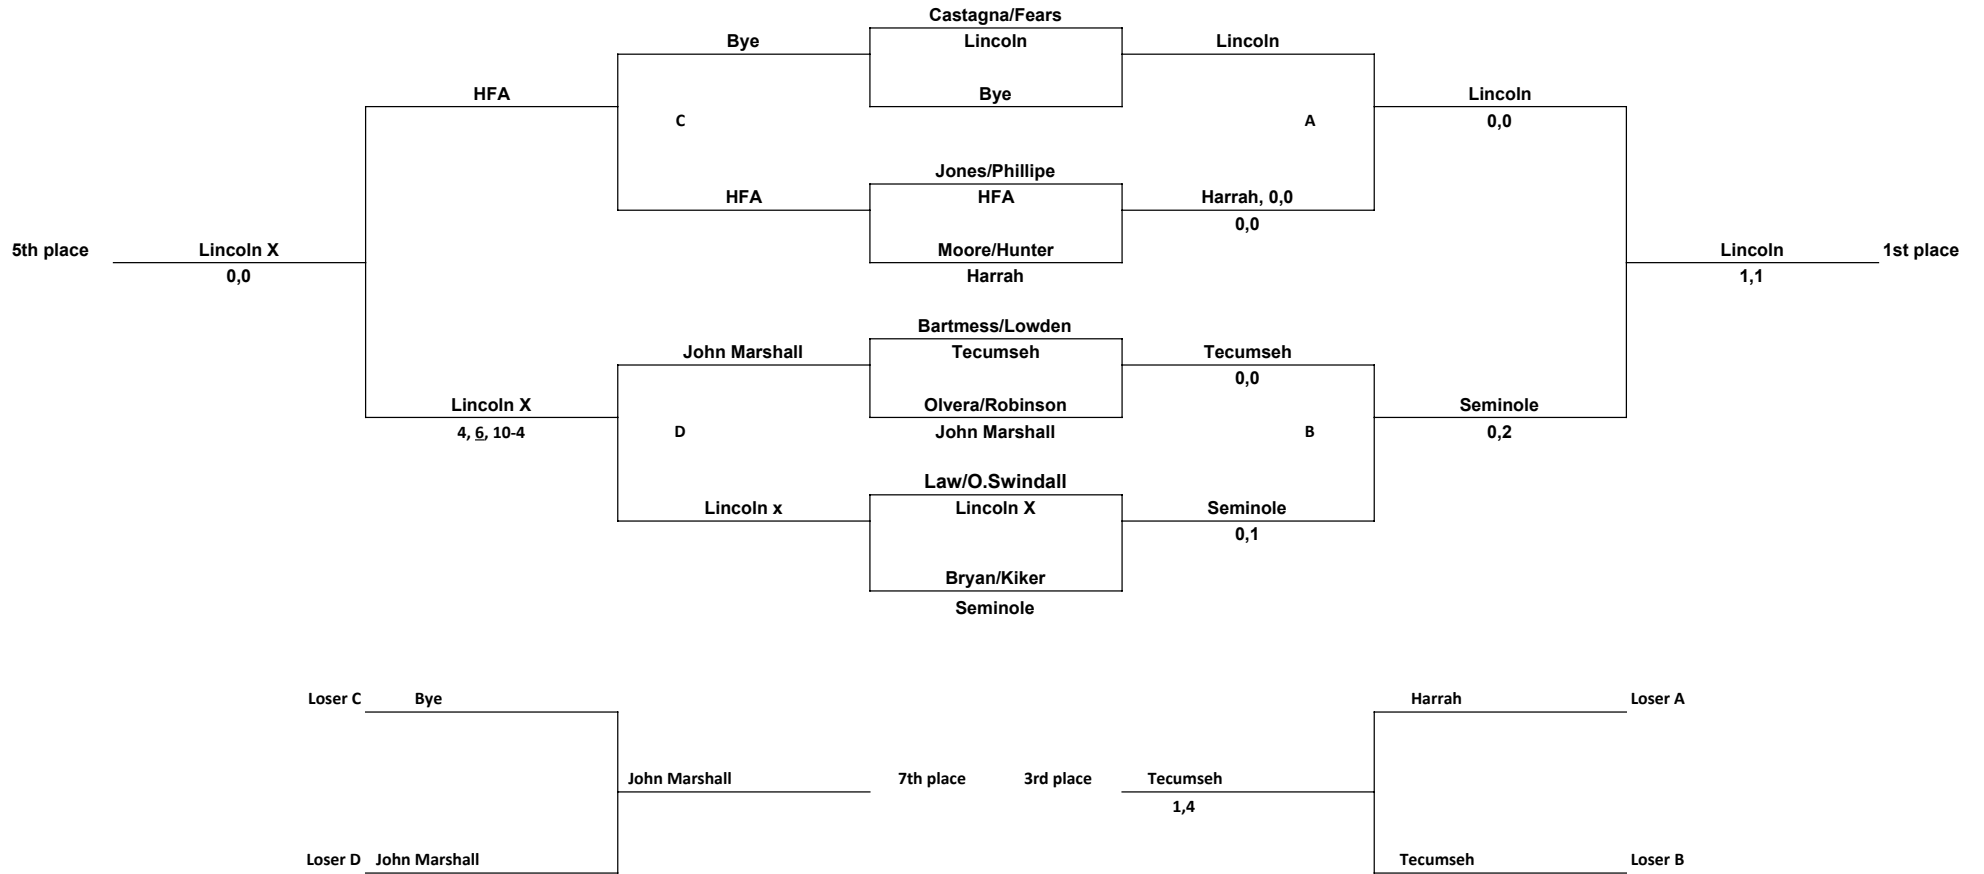 Castagna/Fears
Bye Lincoln Lincoln
HFA Bye Lincoln
C A 0,0
Jones/Phillipe
HFA HFA Harrah, 0,0
0,0
5th place Lincoln X Moore/Hunter Lincoln 1st place
0,0 Harrah 1,1
Bartmess/Lowden
John Marshall Tecumseh Tecumseh
0,0
Lincoln X Olvera/Robinson Seminole
4, 6, 10-4 D John Marshall B 0,2
Law/O.Swindall
Lincoln x Lincoln X Seminole
0,1
Bryan/Kiker
Seminole
Loser C Bye Harrah Loser A
John Marshall 7th place 3rd place Tecumseh
1,4
Loser D John Marshall Tecumseh Loser B